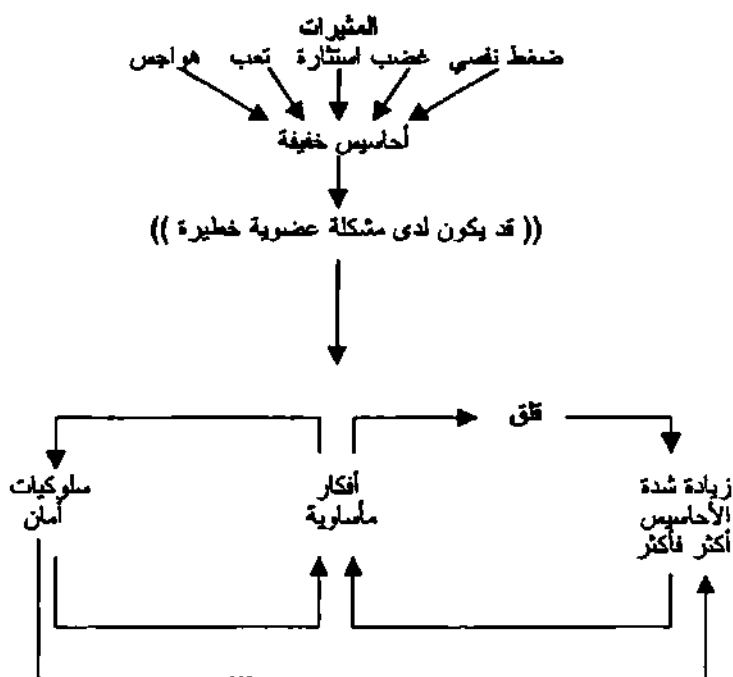 المثيرات
ضغط نفسي غضب استثارة تعب هواجس
أحاسيس خفيفة
(( قد يكون لدى مشكلة عضوية خطيرة ))
قلق
زيادة شدة
الأحاسيس
أكثر فأكثر
أفكار
مأساوية
سلوكيات
أمان